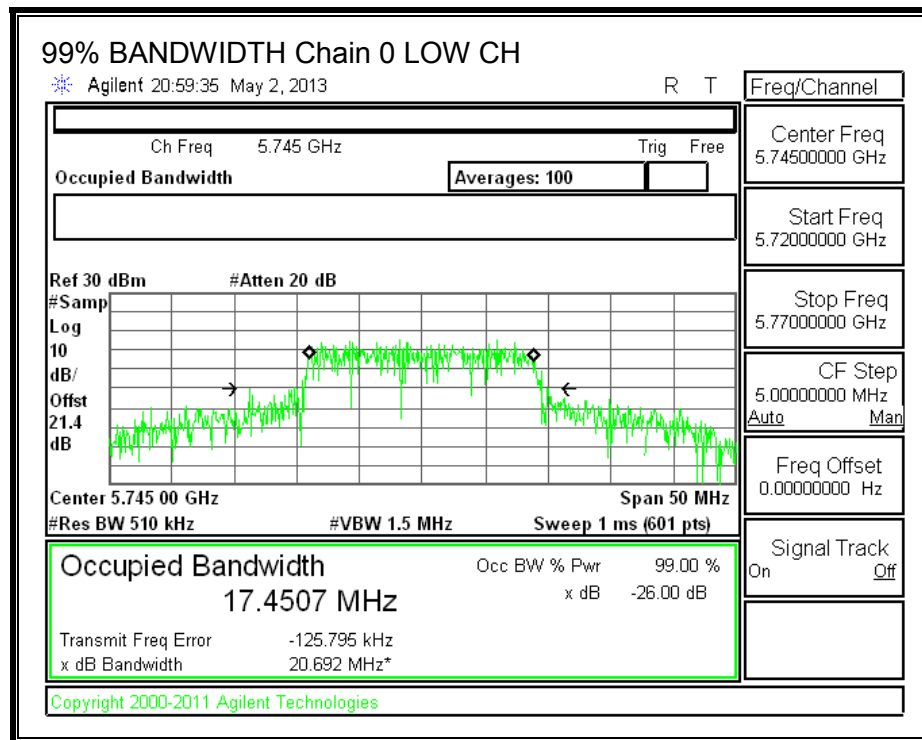 99% BANDWIDTH Chain 0 LOW CH
Agilent 20:59:35 May 2, 2013 R T
Freq/Channel
Ch Freq 5.745 GHz Trig Free
Occupied Bandwidth Averages: 100
Center Freq
5.74500000 GHz
Start Freq
5.72000000 GHz
Stop Freq
5.77000000 GHz
CF Step
5.00000000 MHz
Auto Man
Freq Offset
0.00000000 Hz
Signal Track
On Off
Ref 30 dBm #Atten 20 dB
#Samp
Log
10
dB/
Offst
21.4
dB
Center 5.745 00 GHz Span 50 MHz
#Res BW 510 kHz #VBW 1.5 MHz Sweep 1 ms (601 pts)
Occupied Bandwidth Occ BW % Pwr 99.00 %
17.4507 MHz x dB -26.00 dB
Transmit Freq Error -125.795 kHz
x dB Bandwidth 20.692 MHz*
Copyright 2000-2011 Agilent Technologies